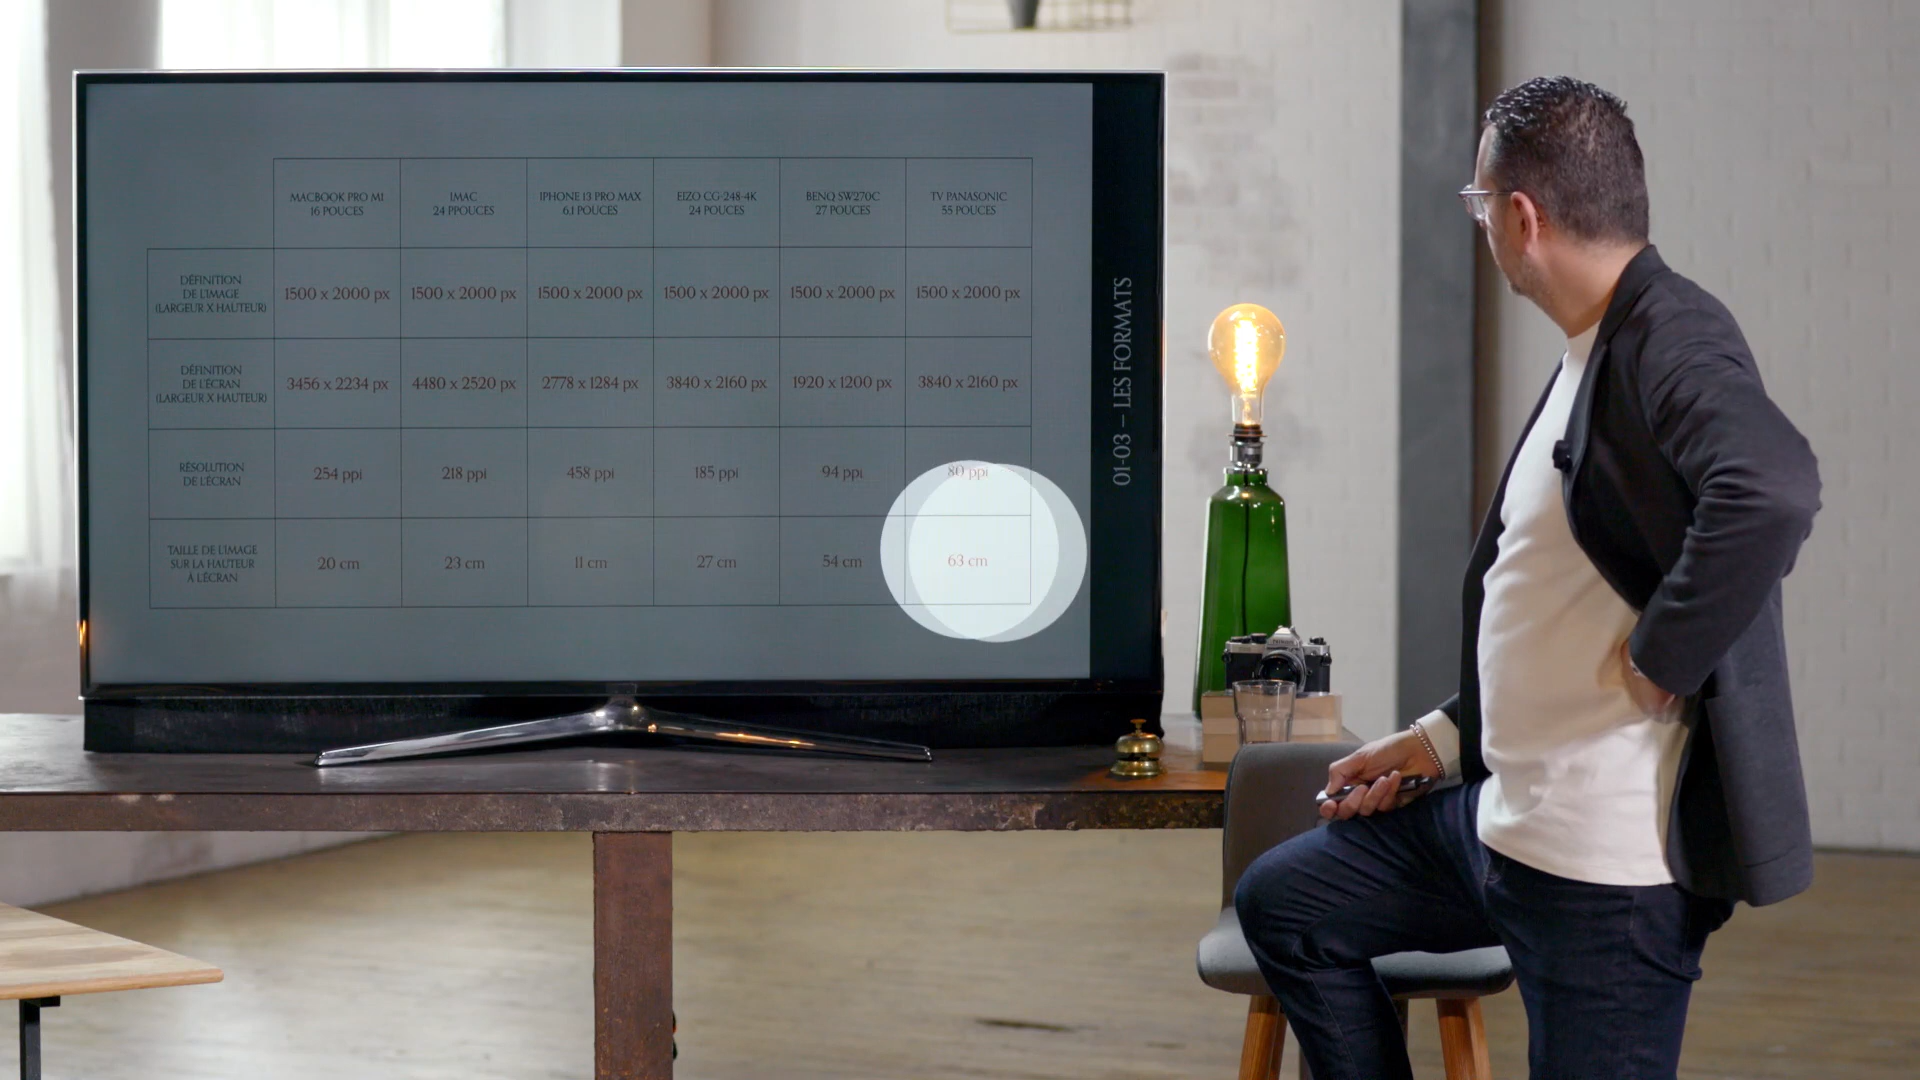 MACBOOK PRO M1
16 POUCES
IMAC
24 PPOUCES
IPHONE 13 PRO MAX
6.1 POUCES
EIZO CG-248-4K
24 POUCES
BENQ SW270C
27 POUCES
TV PANASONIC
55 POUCES
DÉFINITION
DE L'IMAGE
(LARGEUR X HAUTEUR)
1500 x 2000 px
1500 x 2000 px
1500 x 2000 px
1500 x 2000 px
1500 x 2000 px
1500 x 2000 px
DÉFINITION
DE L'ÉCRAN
(LARGEUR X HAUTEUR)
3456 x 2234 px
4480 x 2520 px
2778 x 1284 px
3840 x 2160 px
1920 x 1200 px
3840 x 2160 px
RÉSOLUTION
DE L'ÉCRAN
254 ppi
218 ppi
458 ppi
185 ppi
94 ppi
80 ppi
TAILLE DE L'IMAGE
SUR LA HAUTEUR
À L'ÉCRAN
20 cm
23 cm
11 cm
27 cm
54 cm
63 cm
01-03 – LES FORMATS